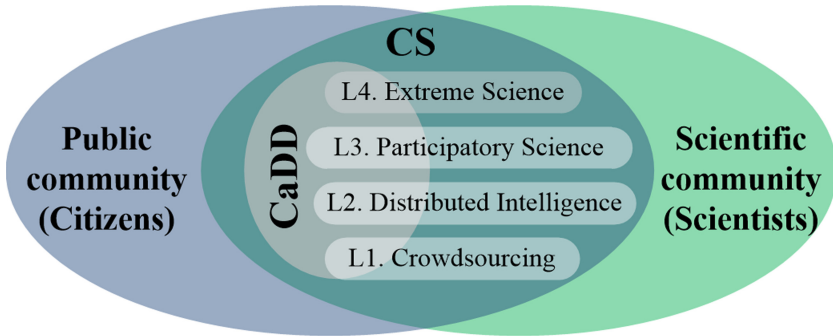 CS
Public
community
(Citizens)
CaDD
L4. Extreme Science
L3. Participatory Science
L2. Distributed Intelligence
L1. Crowdsourcing
Scientific
community
(Scientists)